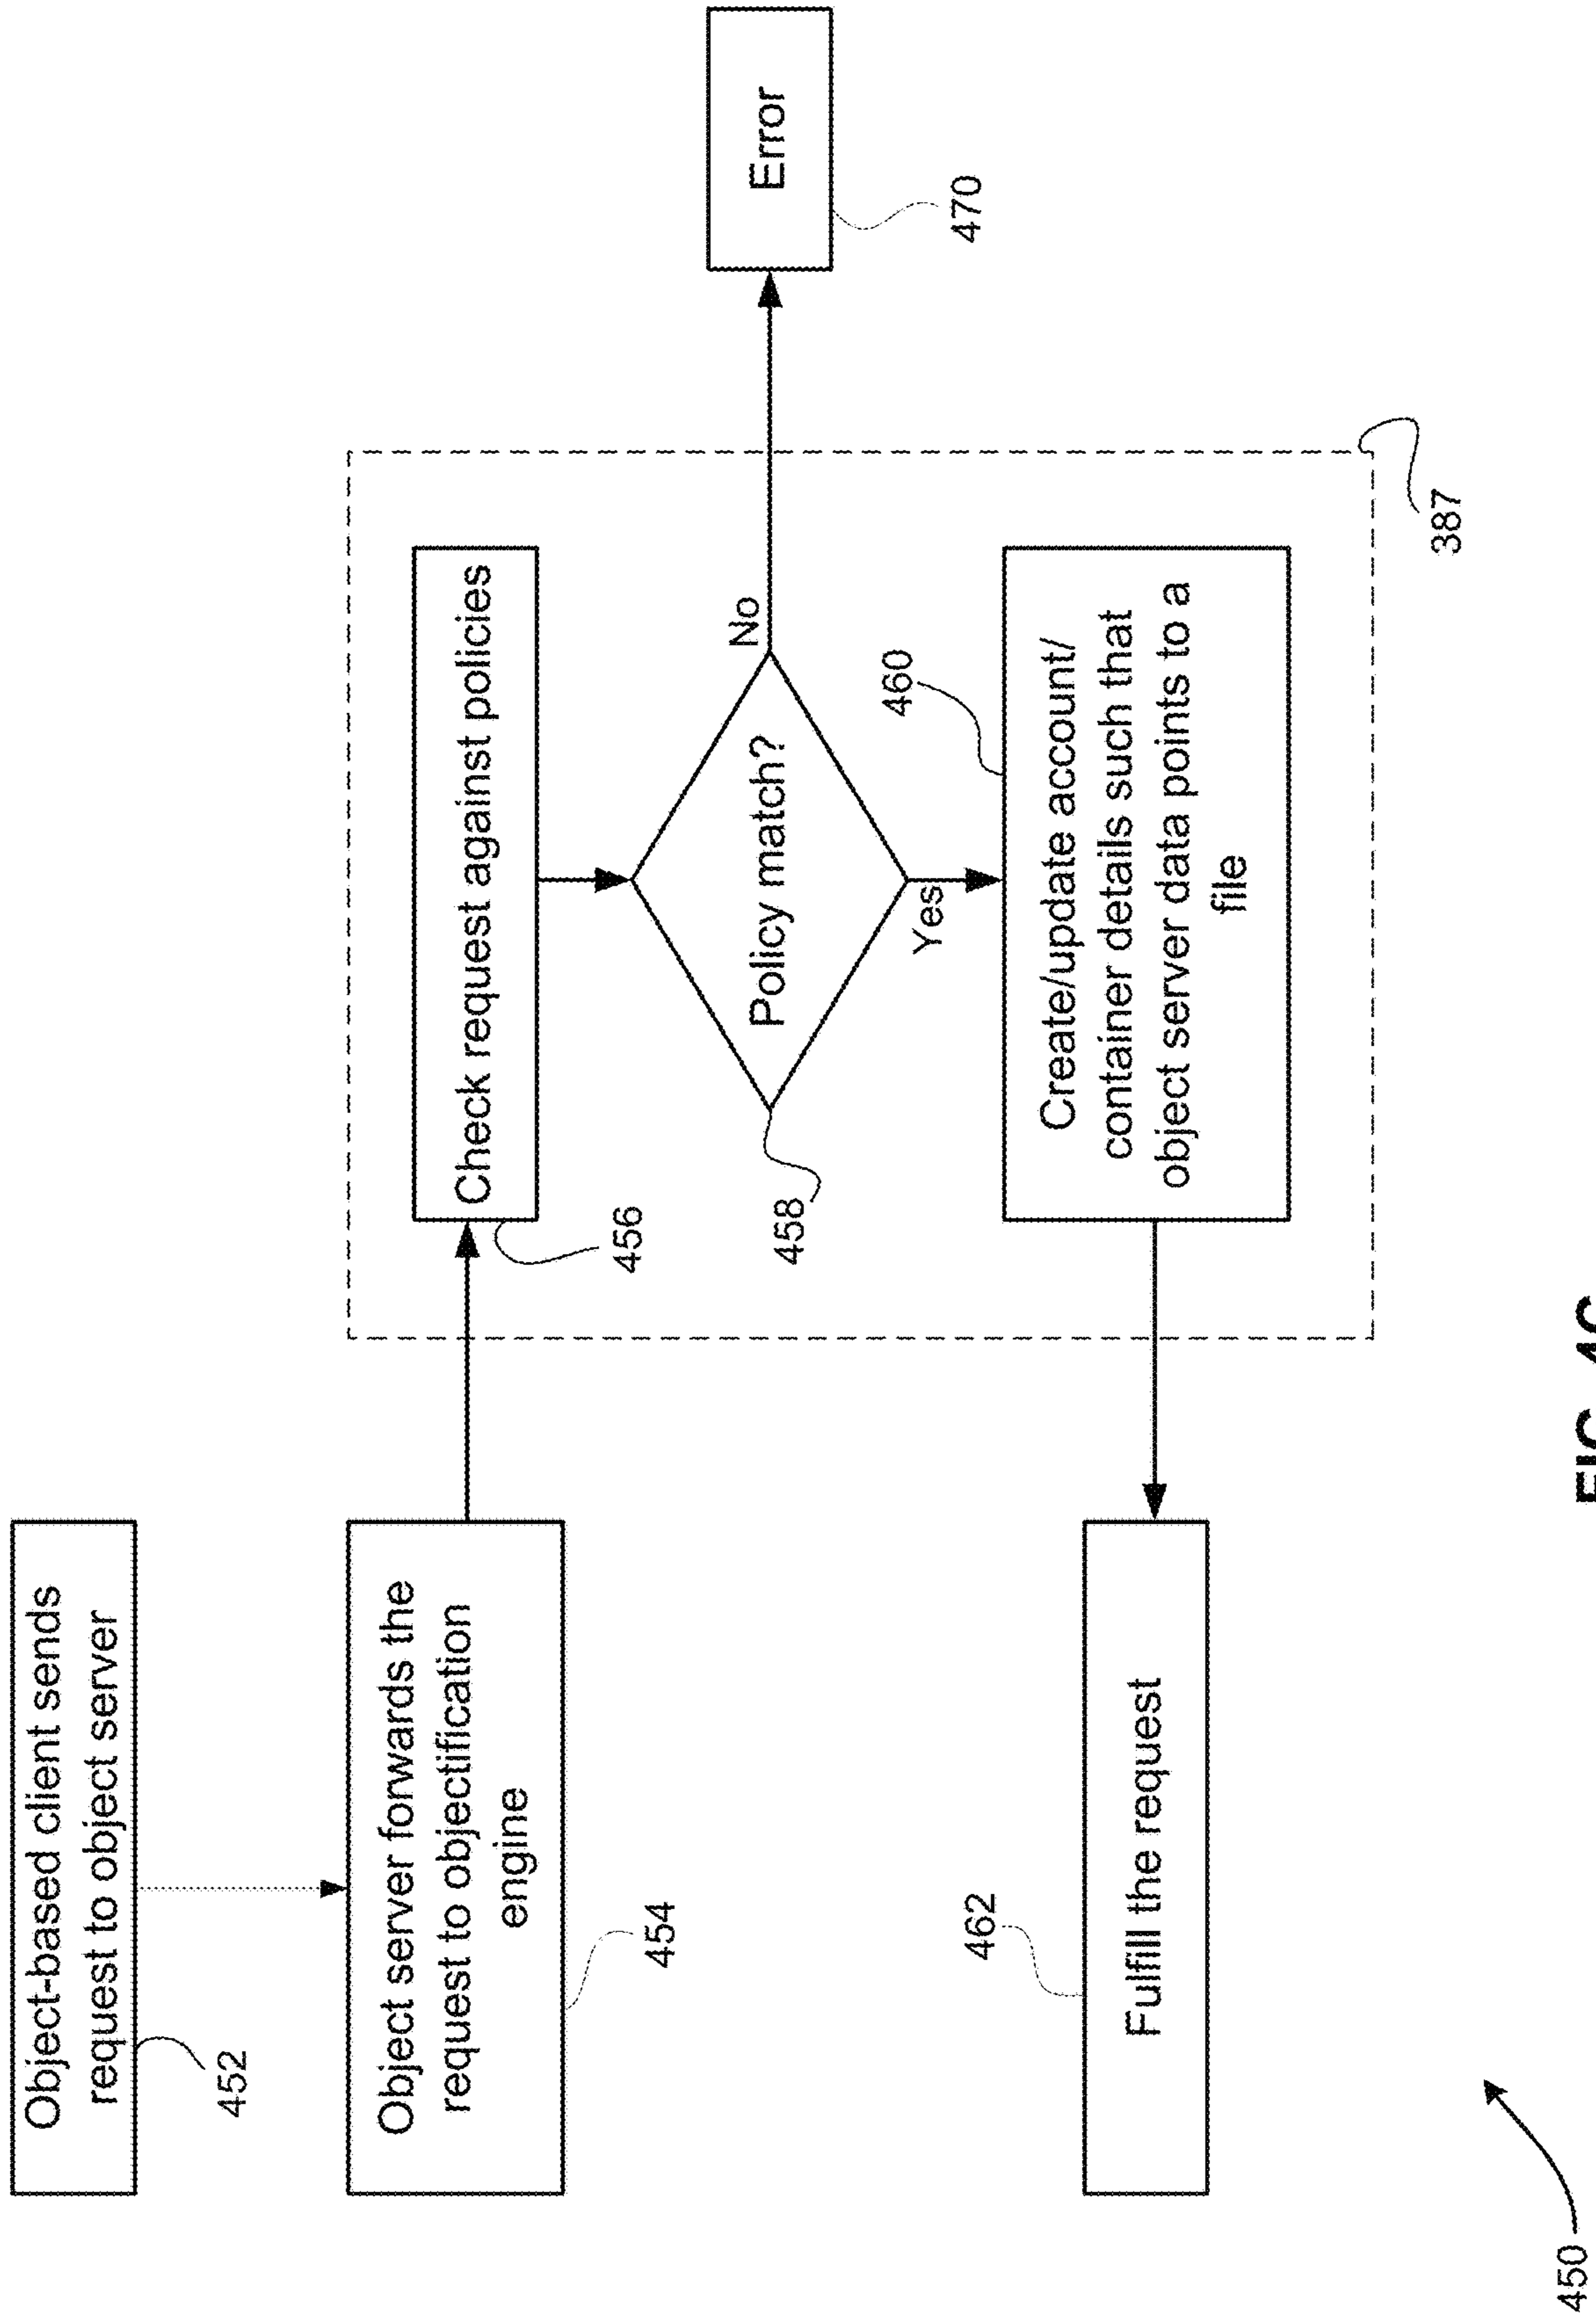 Object-based client sends
request to object server
452
Object server forwards the
request to objectification
engine
454
Check request against policies
456
Policy match?
458
No
Error
470
Yes
460
Create/update account/
container details such that
object server data points to a
file
387
462
Fulfill the request
450
FIG. 4C